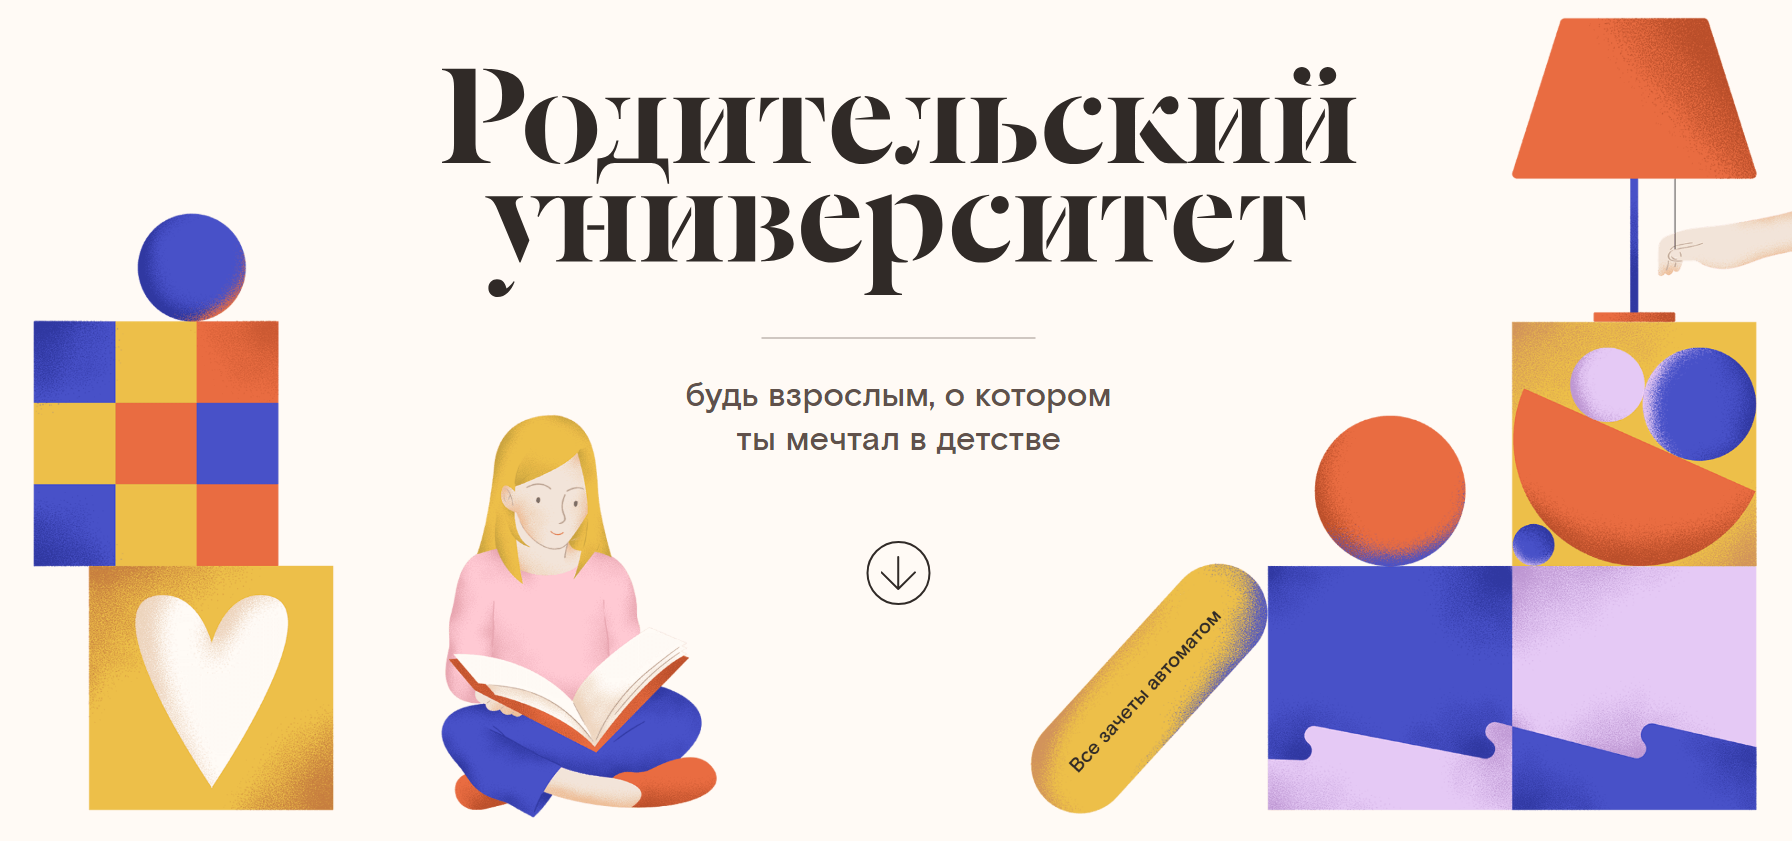 Родительский
университет
будь взрослым, о котором
ты мечтал в детстве
Все зачеты автоматом